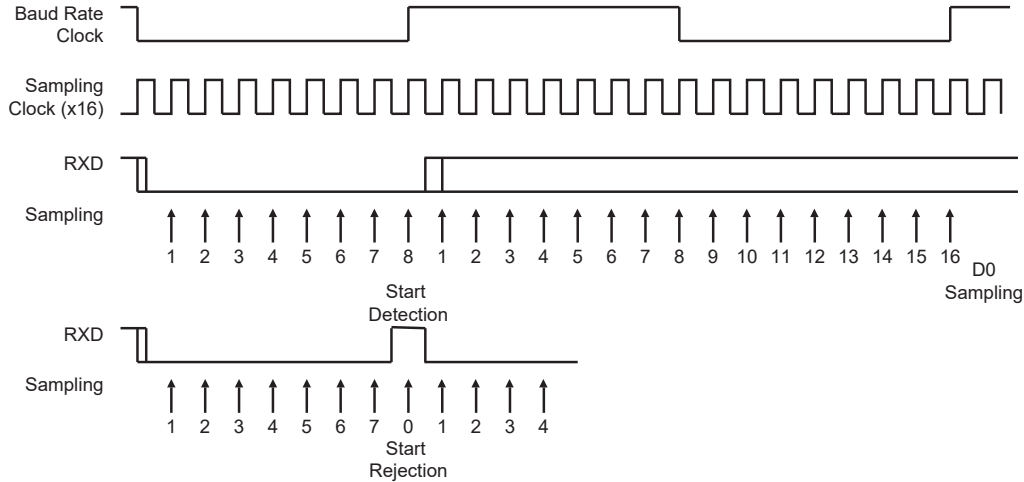 Baud Rate
Clock
Sampling
Clock (x16)
RXD
Sampling
1 2 3 4 5 6 7 8 1 2 3 4 5 6 7 8 9 10 11 12 13 14 15 16
D0
Sampling
Start
Detection
RXD
Sampling
1 2 3 4 5 6 7 0 1 2 3 4
Start
Rejection